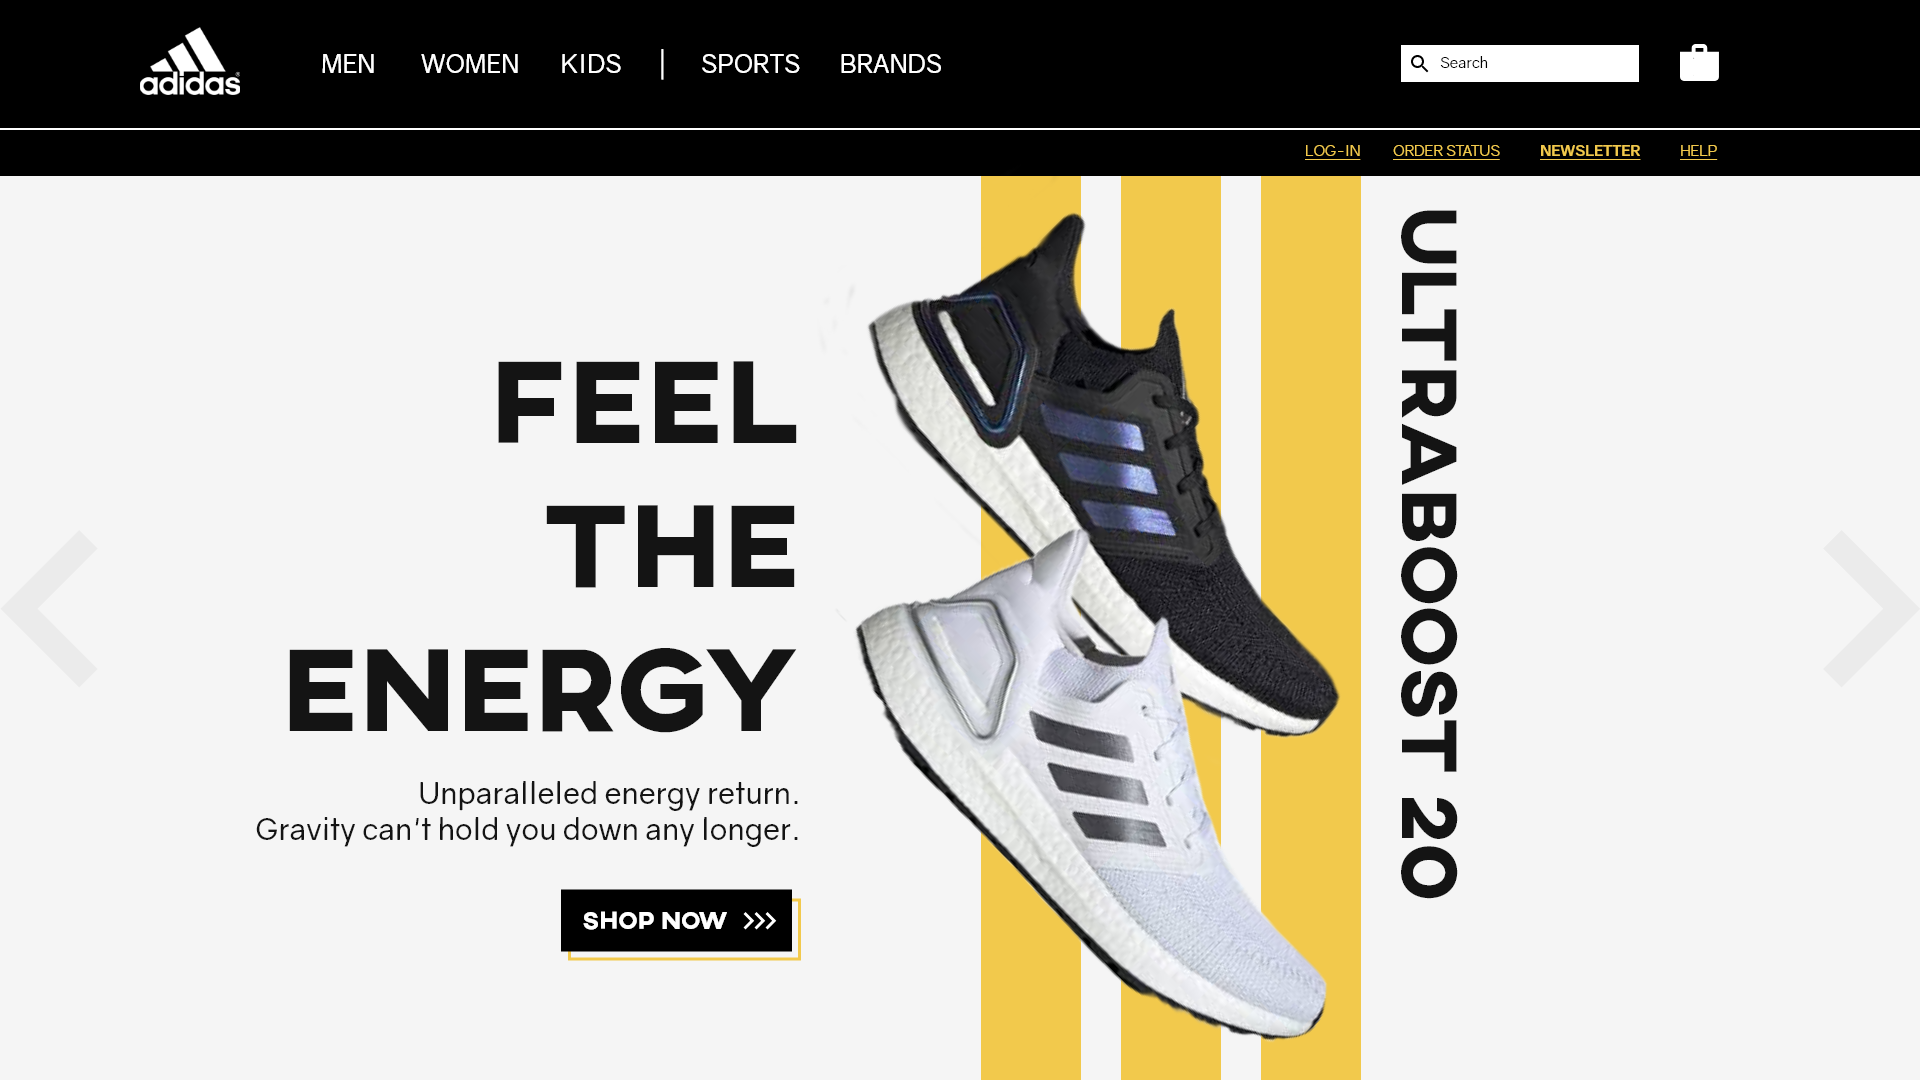 adidas
MEN WOMEN KIDS | SPORTS BRANDS
Search
LOG-IN ORDER STATUS NEWSLETTER HELP
FEEL
THE
ENERGY
Unparalleled energy return.
Gravity can't hold you down any longer.
SHOP NOW
ULTRABOOST 20